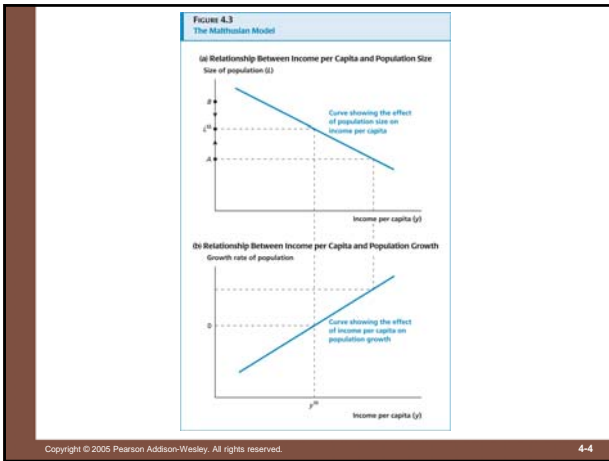 FIGURE 4.3
The Malthusian Model
(a) Relationship Between Income per Capita and Population Size
Size of population (L)
B
Curve showing the effect
of population size on
income per capita
Lss
A
Income per capita (y)
(b) Relationship Between Income per Capita and Population Growth
Growth rate of population
0
Curve showing the effect
of income per capita on
population growth
yss
Income per capita (y)
Copyright © 2005 Pearson Addison-Wesley. All rights reserved.
4-4